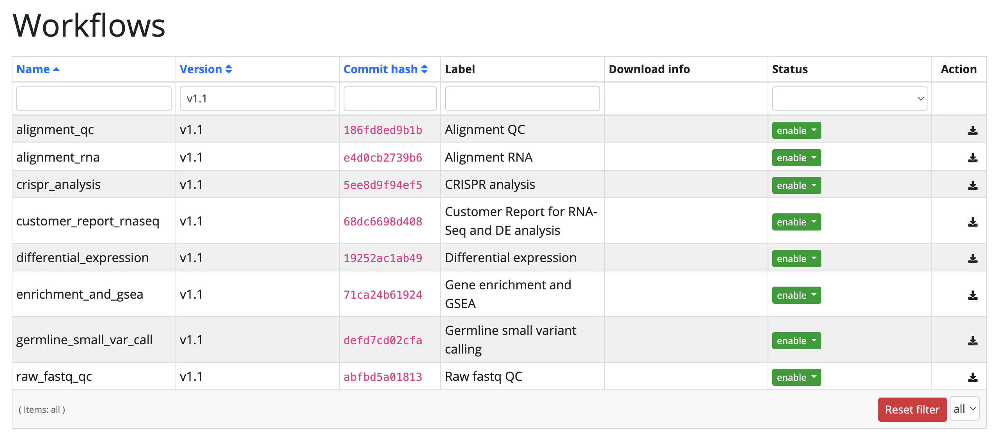 Workflows
Name Version Commit hash Label Download info Status Action
v1.1
alignment_qc v1.1 186fd8ed9b1b Alignment QC enable
alignment_rna v1.1 e4d0cb2739b6 Alignment RNA enable
crispr_analysis v1.1 5ee8d9f94ef5 CRISPR analysis enable
customer_report_rnaseq v1.1 68dc6698d408 Customer Report for RNA-
Seq and DE analysis enable
differential_expression v1.1 19252ac1ab49 Differential expression enable
enrichment_and_gsea v1.1 71ca24b61924 Gene enrichment and
GSEA enable
germline_small_var_call v1.1 defd7cd02cfa Germline small variant
calling enable
raw_fastq_qc v1.1 abfbd5a01813 Raw fastq QC enable
( Items: all ) Reset filter all